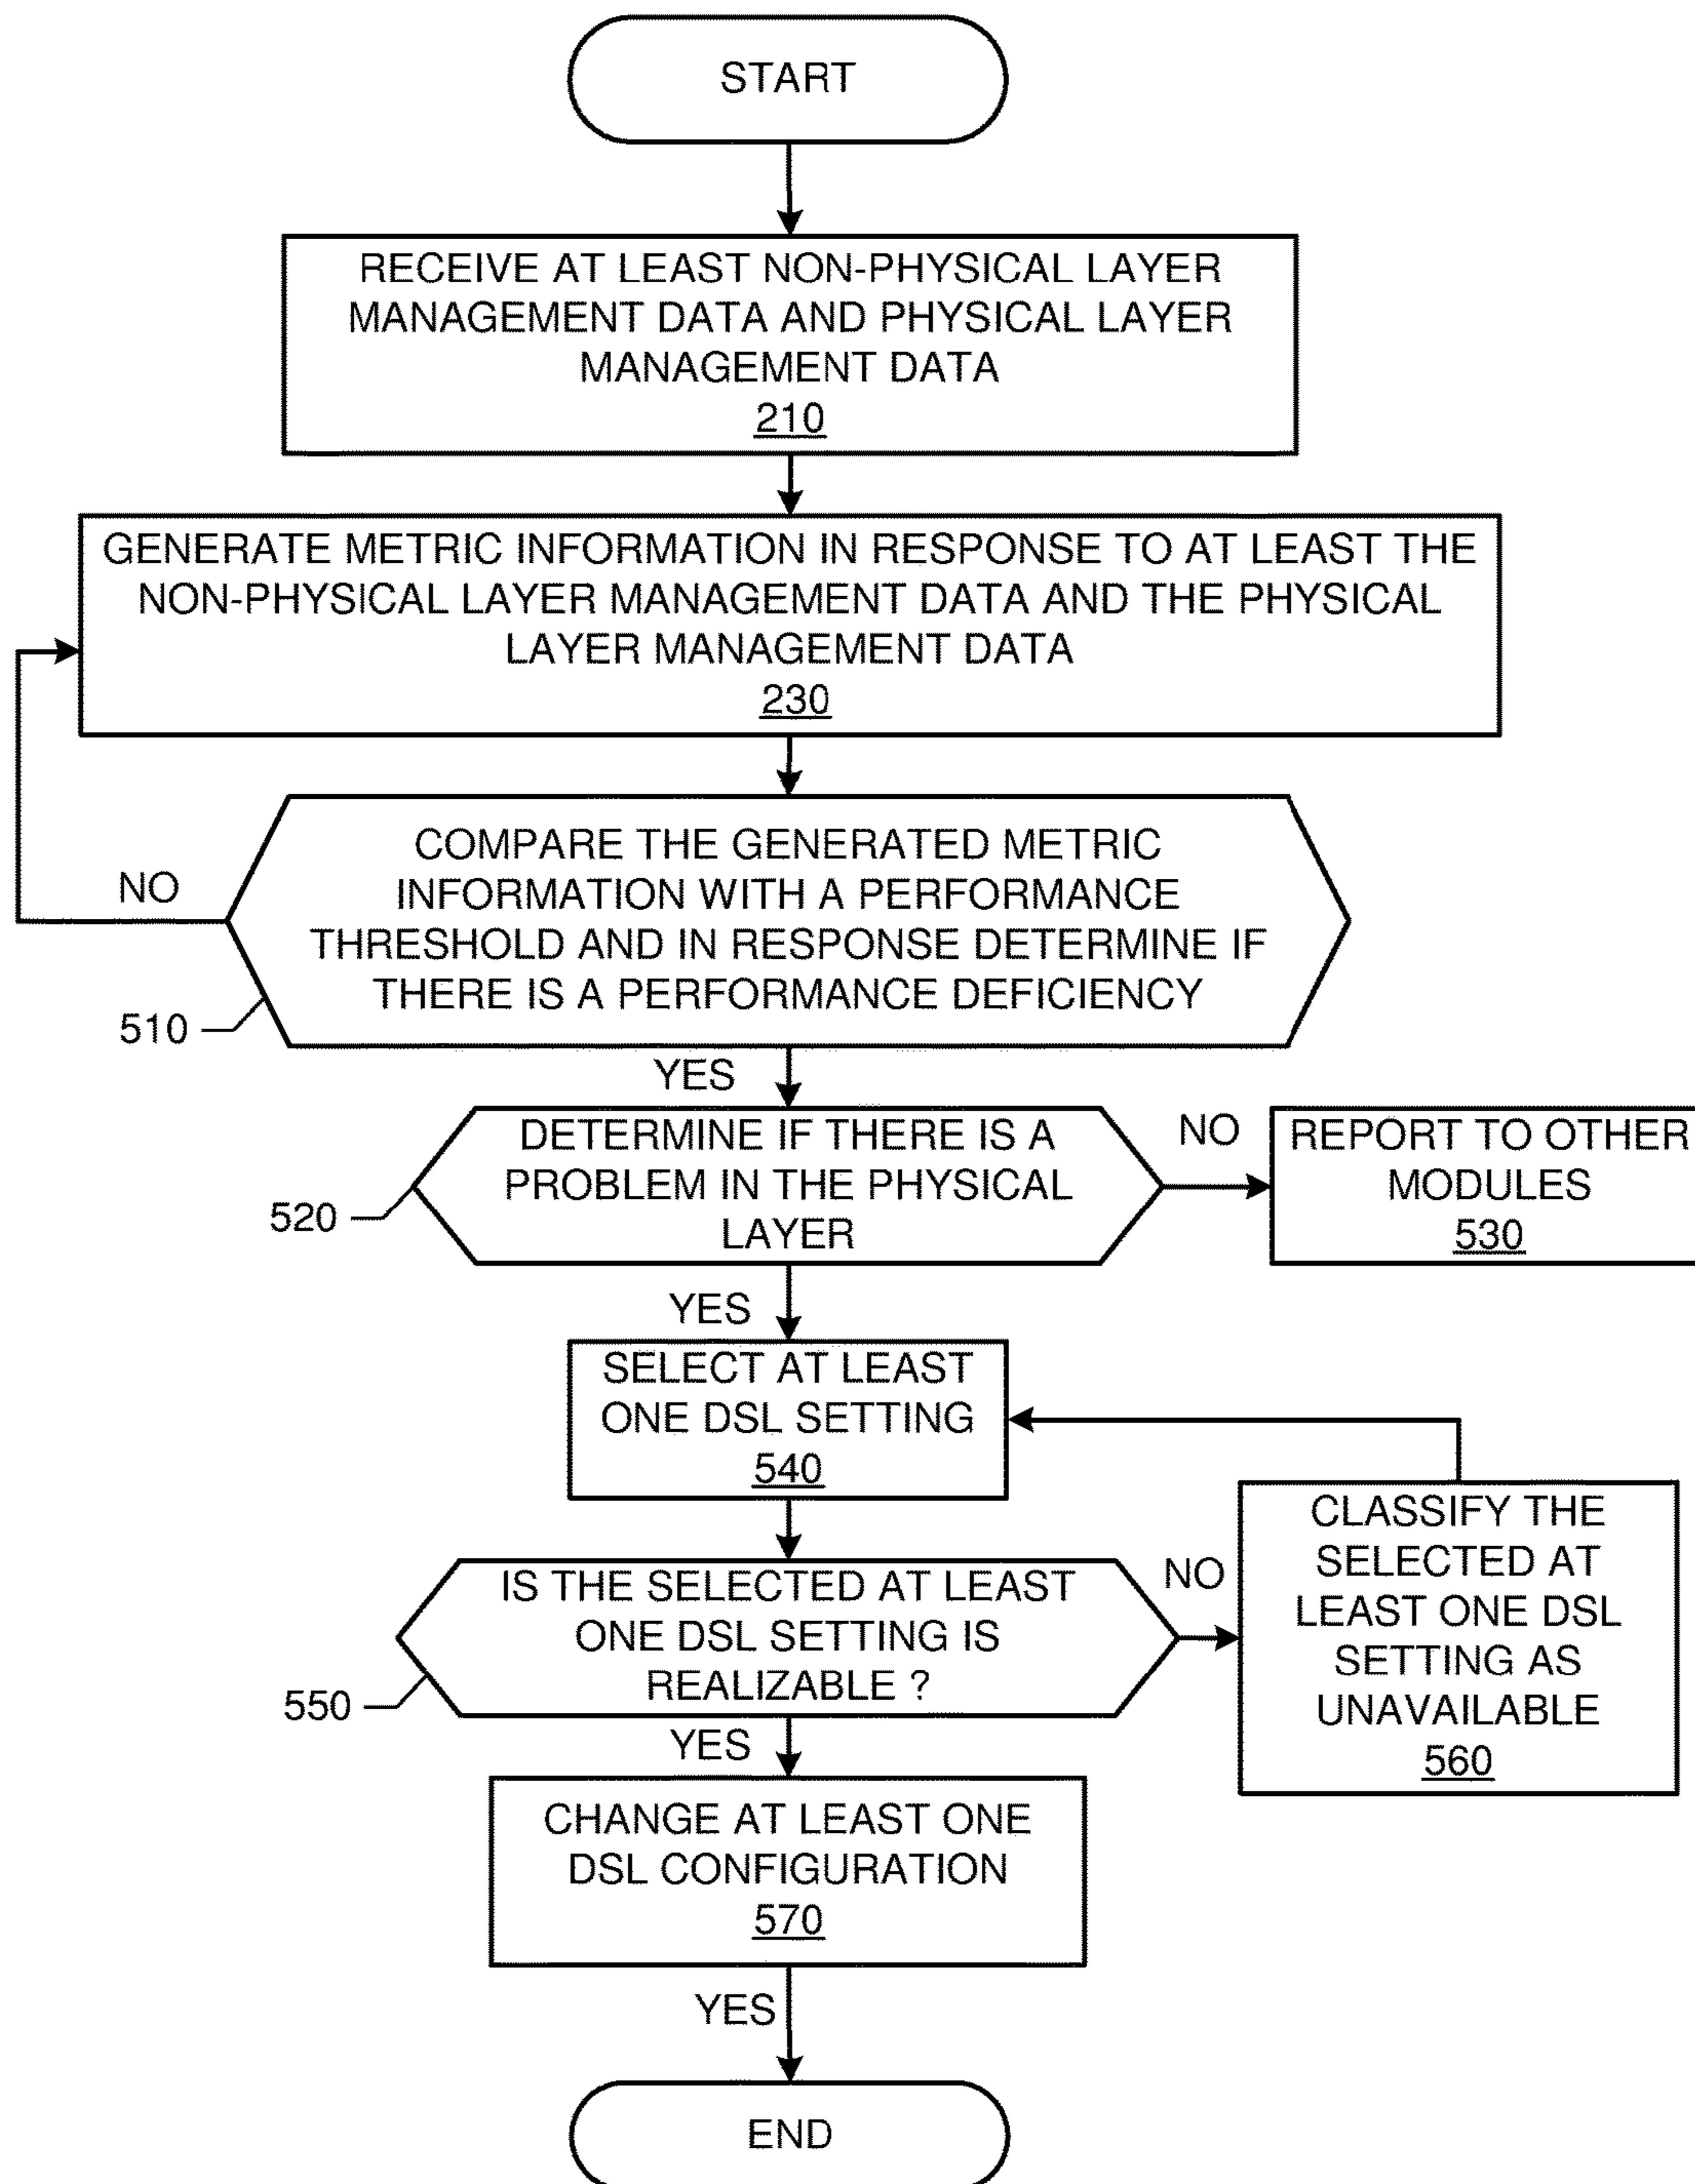 START
RECEIVE AT LEAST NON-PHYSICAL LAYER
MANAGEMENT DATA AND PHYSICAL LAYER
MANAGEMENT DATA
210
GENERATE METRIC INFORMATION IN RESPONSE TO AT LEAST THE
NON-PHYSICAL LAYER MANAGEMENT DATA AND THE PHYSICAL
LAYER MANAGEMENT DATA
230
COMPARE THE GENERATED METRIC
INFORMATION WITH A PERFORMANCE
THRESHOLD AND IN RESPONSE DETERMINE IF
THERE IS A PERFORMANCE DEFICIENCY
NO
510
YES
DETERMINE IF THERE IS A
PROBLEM IN THE PHYSICAL
LAYER
520
NO
REPORT TO OTHER
MODULES
530
YES
SELECT AT LEAST
ONE DSL SETTING
540
IS THE SELECTED AT LEAST
ONE DSL SETTING IS
REALIZABLE ?
550
NO
CLASSIFY THE
SELECTED AT
LEAST ONE DSL
SETTING AS
UNAVAILABLE
560
YES
CHANGE AT LEAST ONE
DSL CONFIGURATION
570
YES
END